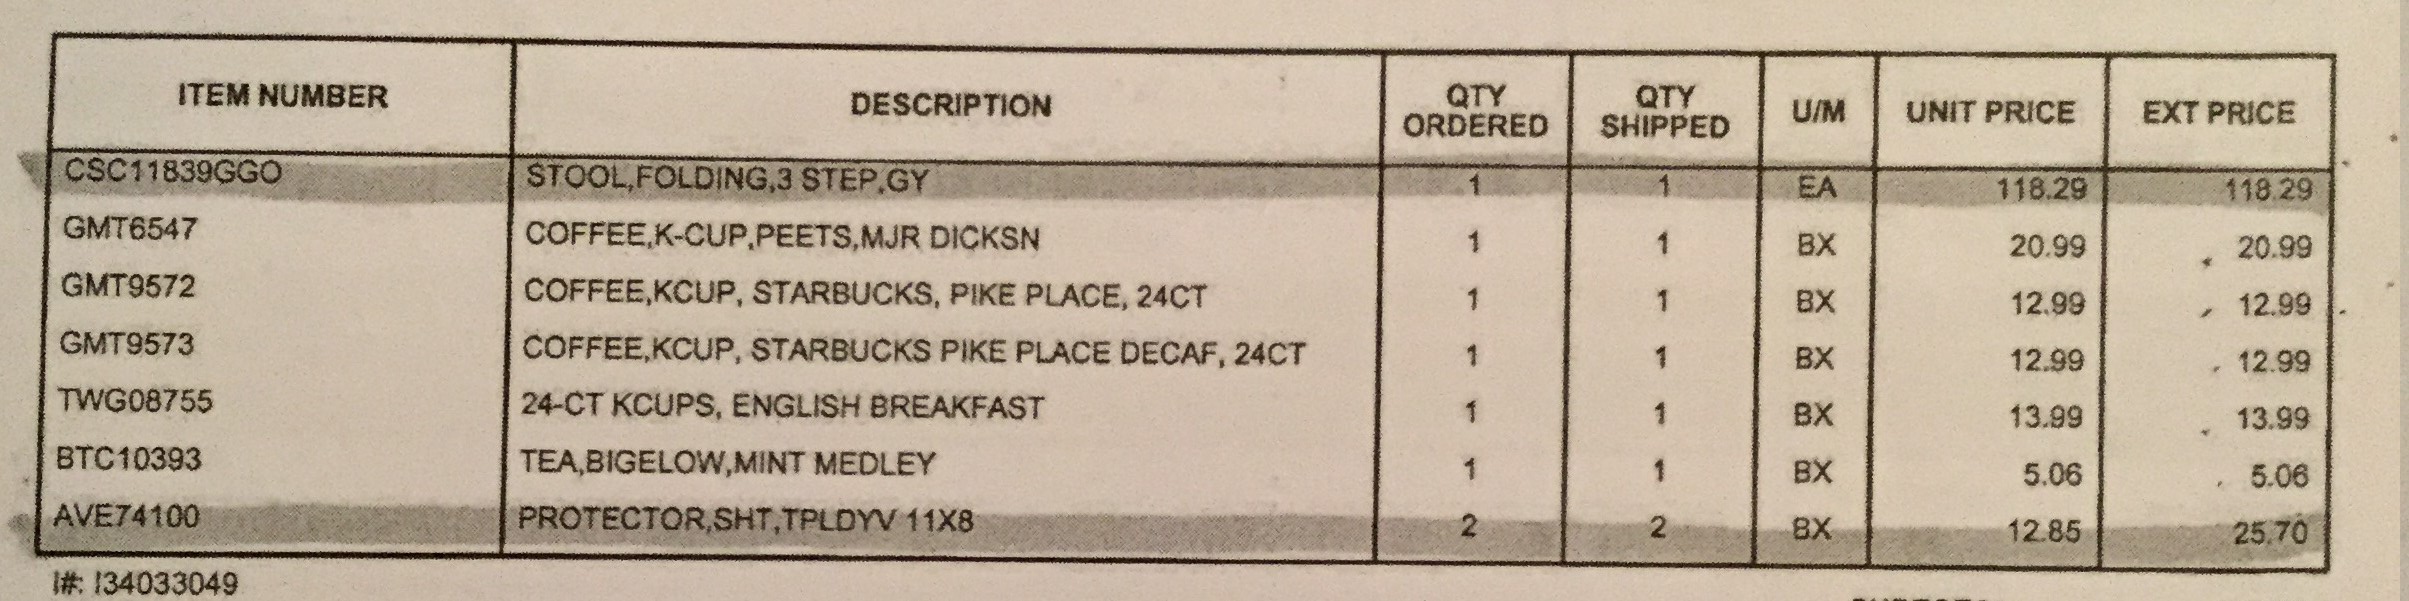 ITEM NUMBER DESCRIPTION QTY ORDERED QTY SHIPPED U/M UNIT PRICE EXT PRICE
CSC11839GGO STOOL,FOLDING,3 STEP,GY 1 1 EA 118.29 118.29
GMT6547 COFFEE,K-CUP,PEETS,MJR DICKSN 1 1 BX 20.99 20.99
GMT9572 COFFEE,KCUP, STARBUCKS, PIKE PLACE, 24CT 1 1 BX 12.99 12.99
GMT9573 COFFEE,KCUP, STARBUCKS PIKE PLACE DECAF, 24CT 1 1 BX 12.99 12.99
TWG08755 24-CT KCUPS, ENGLISH BREAKFAST 1 1 BX 13.99 13.99
BTC10393 TEA,BIGELOW,MINT MEDLEY 1 1 BX 5.06 5.06
AVE74100 PROTECTOR,SHT,TPLDYV 11X8 2 2 BX 12.85 25.70
I#: I34033049